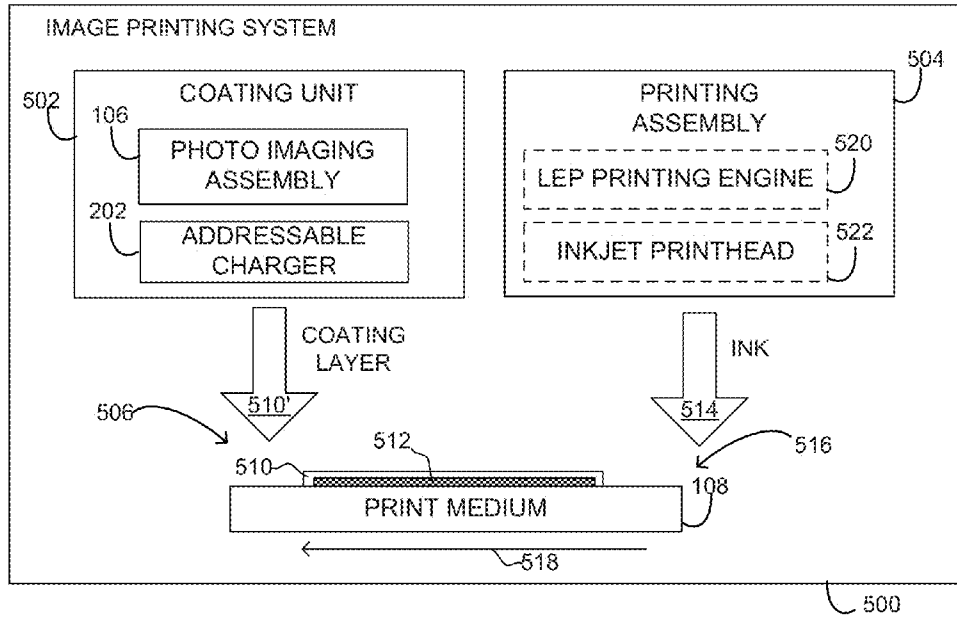 IMAGE PRINTING SYSTEM
504
COATING UNIT
PRINTING
ASSEMBLY
502
106
PHOTO IMAGING
ASSEMBLY
520
LEP PRINTING ENGINE
202
ADDRESSABLE
CHARGER
522
INKJET PRINTHEAD
COATING
LAYER
INK
510'
514
506
516
512
510
108
PRINT MEDIUM
518
500